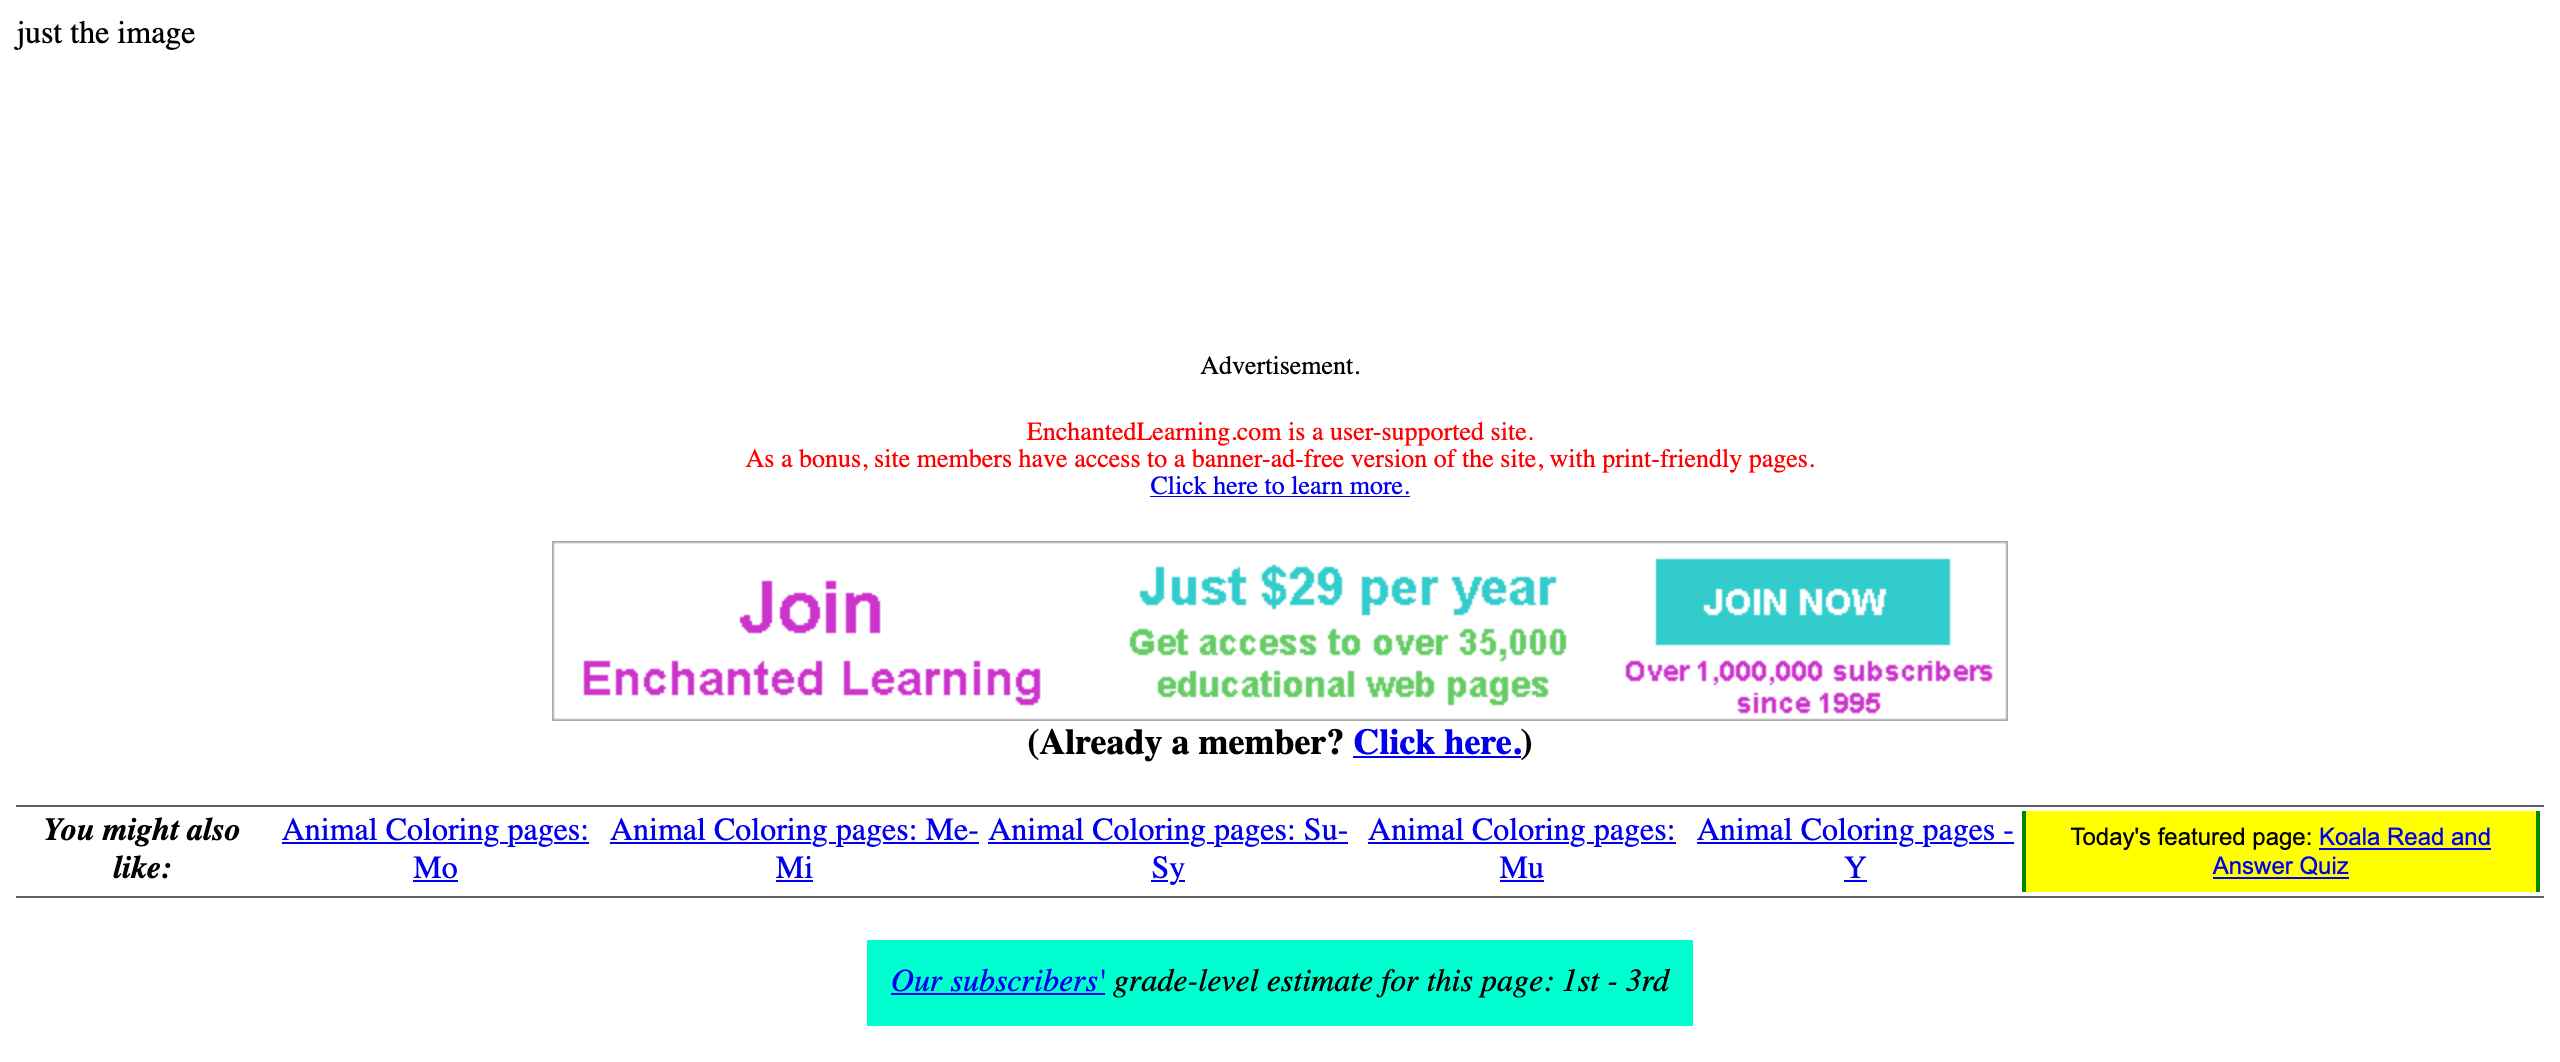 just the image
Advertisement.
EnchantedLearning.com is a user-supported site.
As a bonus, site members have access to a banner-ad-free version of the site, with print-friendly pages.
Click here to learn more.
Join
Enchanted Learning
Just $29 per year
Get access to over 35,000
educational web pages
JOIN NOW
Over 1,000,000 subscribers
since 1995
(Already a member? Click here.)
You might also
like:
Animal Coloring pages:
Mo
Animal Coloring pages: Me-
Mi
Animal Coloring pages: Su-
Sy
Animal Coloring pages:
Mu
Animal Coloring pages -
Y
Today's featured page: Koala Read and
Answer Quiz
Our subscribers' grade-level estimate for this page: 1st - 3rd